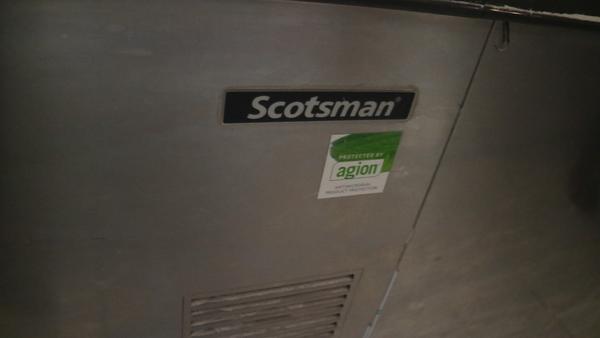 Scotsman®
PROTECTED BY
agion
ANTIMICROBIAL
PRODUCT PROTECTION